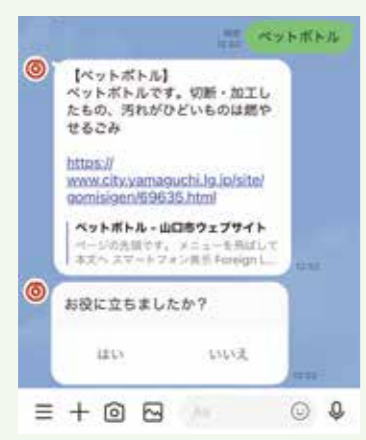 ペットボトル
【ペットボトル】
ペットボトルです。切断・加工し
たもの、汚れがひどいものは燃や
せるごみ
https://
www.city.yamaguchi.lg.jp/site/
gomisigen/69635.html
ペットボトル - 山口市ウェブサイト
ページの先頭です。 メニューを飛ばして
本文へ スマートフォン表示 Foreign L...
お役に立ちましたか？
はい いいえ
Aa